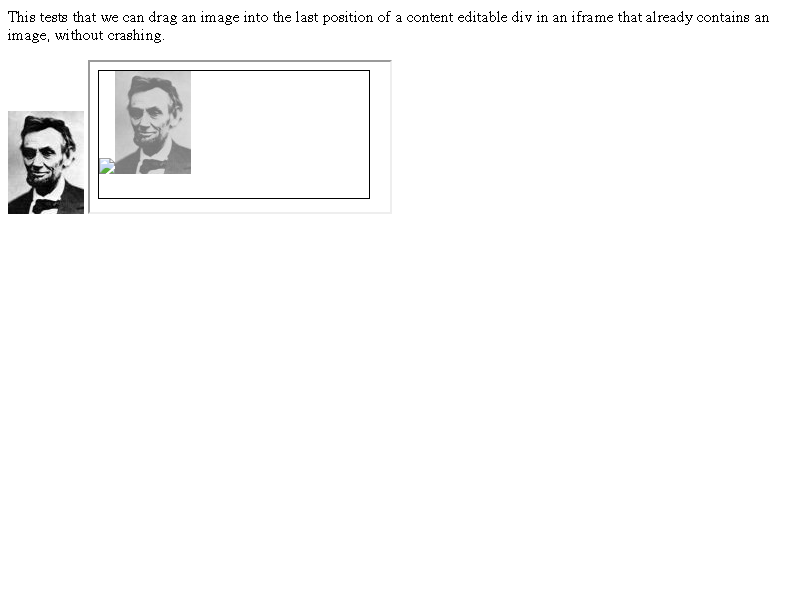 This tests that we can drag an image into the last position of a content editable div in an iframe that already contains an
image, without crashing.